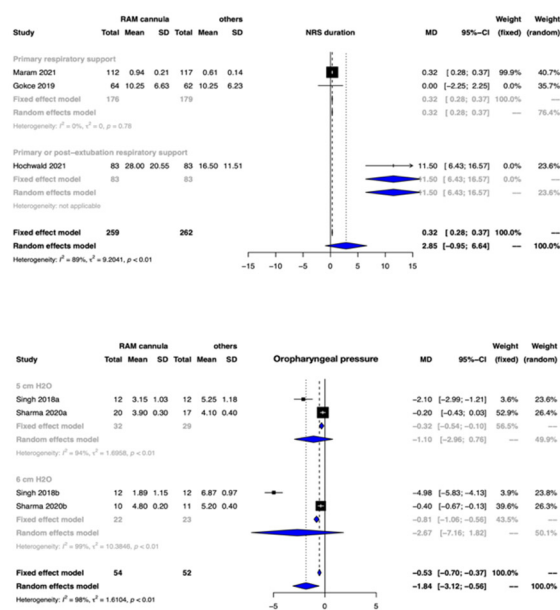 RAM cannula others Weight Weight
Study Total Mean SD Total Mean SD NRS duration MD 95%-CI (fixed) (random)
Primary respiratory support
Maram 2021 112 0.94 0.21 117 0.61 0.14 0.32 [ 0.28; 0.37] 99.9% 40.7%
Gokce 2019 64 10.25 6.63 62 10.25 6.23 0.00 [-2.25; 2.25] 0.0% 35.7%
Fixed effect model 176 179 0.32 [ 0.28; 0.37] 100.0% --
Random effects model 0.32 [ 0.28; 0.37] -- 76.4%
Heterogeneity: I² = 0%, τ² = 0, p = 0.78
Primary or post-extubation respiratory support
Hochwald 2021 83 28.00 20.55 83 16.50 11.51 11.50 [ 6.43; 16.57] 0.0% 23.6%
Fixed effect model 83 83 11.50 [ 6.43; 16.57] 0.0% --
Random effects model 11.50 [ 6.43; 16.57] -- 23.6%
Heterogeneity: not applicable
Fixed effect model 259 262 0.32 [ 0.28; 0.37] 100.0% --
Random effects model 2.85 [-0.95; 6.64] -- 100.0%
Heterogeneity: I² = 89%, τ² = 9.2041, p < 0.01
-15 -10 -5 0 5 10 15
RAM cannula others Weight Weight
Study Total Mean SD Total Mean SD Oropharyngeal pressure MD 95%-CI (fixed) (random)
5 cm H2O
Singh 2018a 12 3.15 1.03 12 5.25 1.18 -2.10 [-2.99; -1.21] 3.6% 23.6%
Sharma 2020a 20 3.90 0.30 17 4.10 0.40 -0.20 [-0.43; 0.03] 52.9% 26.4%
Fixed effect model 32 29 -0.32 [-0.54; -0.10] 56.5% --
Random effects model -1.10 [-2.96; 0.76] -- 49.9%
Heterogeneity: I² = 94%, τ² = 1.6958, p < 0.01
6 cm H2O
Singh 2018b 12 1.89 1.15 12 6.87 0.97 -4.98 [-5.83; -4.13] 3.9% 23.8%
Sharma 2020b 10 4.80 0.20 11 5.20 0.40 -0.40 [-0.67; -0.13] 39.6% 26.3%
Fixed effect model 22 23 -0.81 [-1.06; -0.56] 43.5% --
Random effects model -2.67 [-7.16; 1.82] -- 50.1%
Heterogeneity: I² = 99%, τ² = 10.3846, p < 0.01
Fixed effect model 54 52 -0.53 [-0.70; -0.37] 100.0% --
Random effects model -1.84 [-3.12; -0.56] -- 100.0%
Heterogeneity: I² = 98%, τ² = 1.6104, p < 0.01
-5 0 5